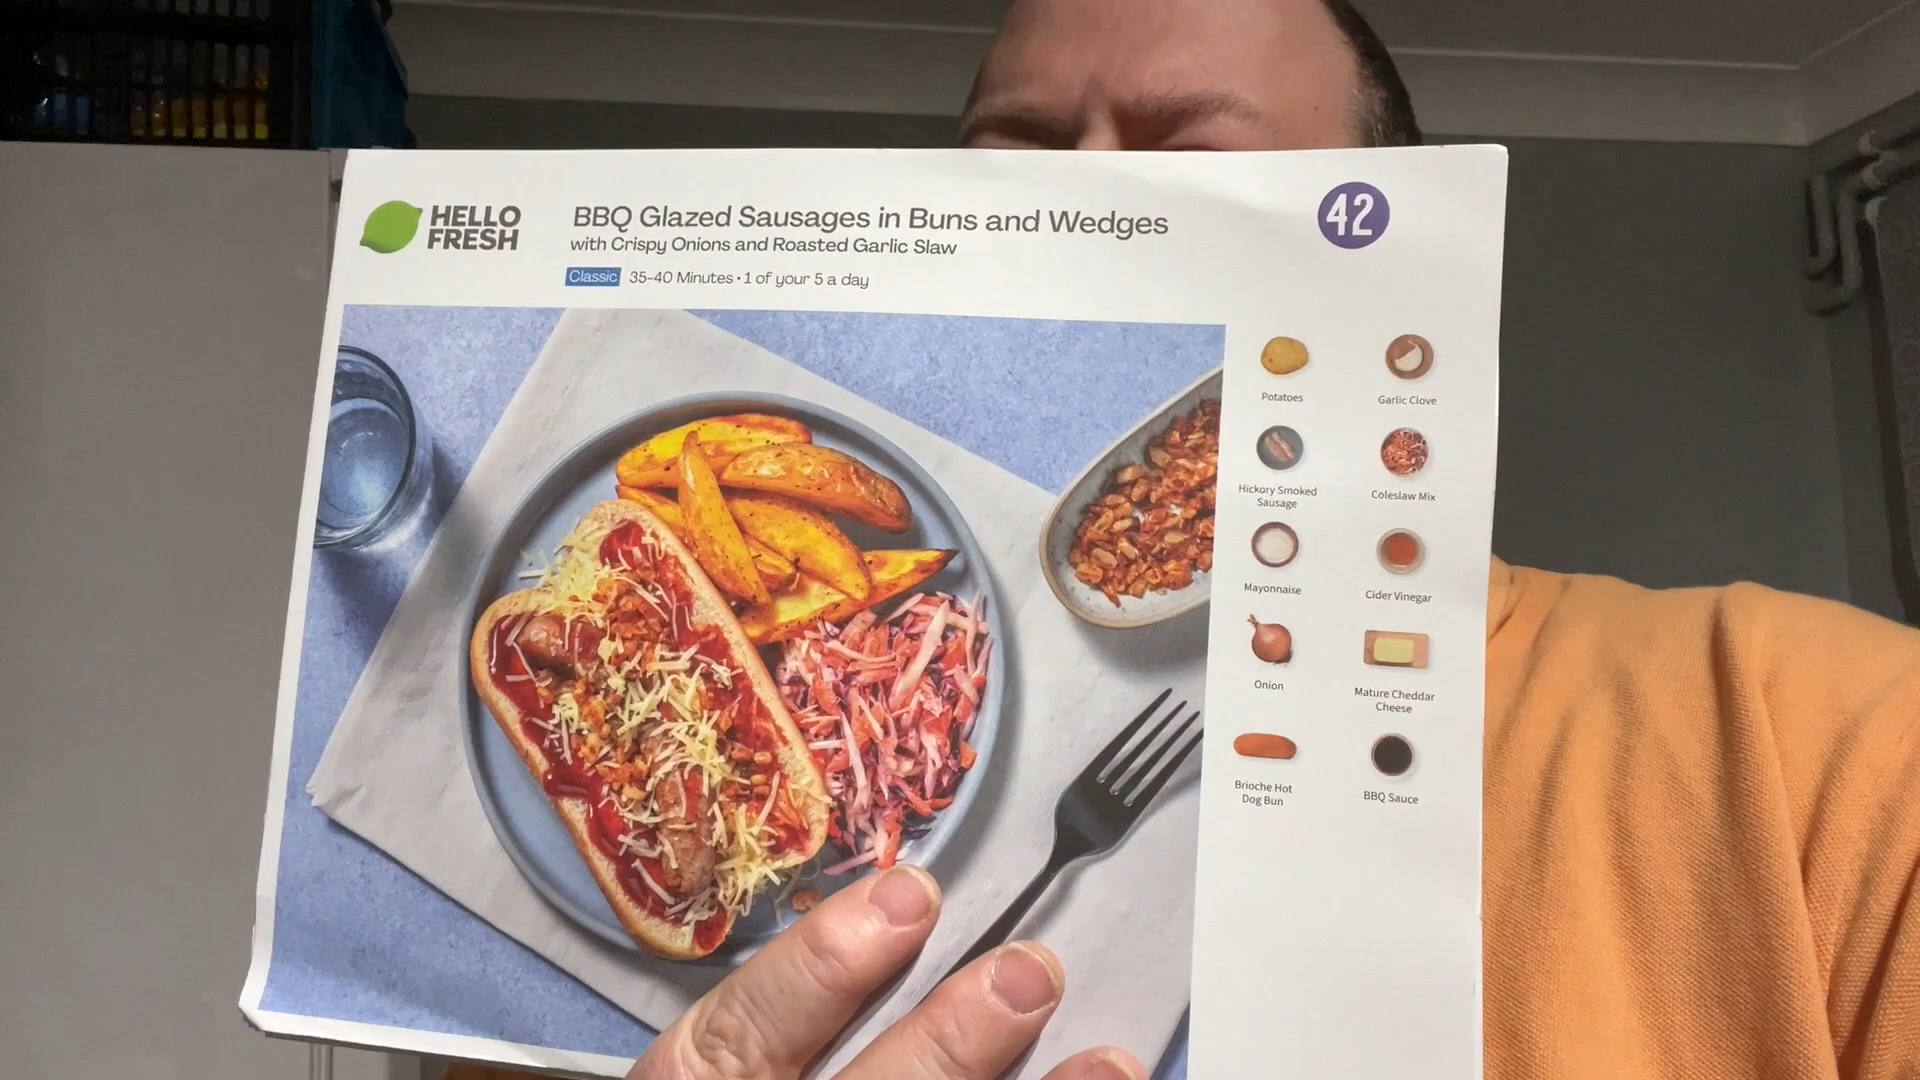 HELLO
FRESH
BBQ Glazed Sausages in Buns and Wedges
with Crispy Onions and Roasted Garlic Slaw
Classic 35-40 Minutes • 1 of your 5 a day
42
Potatoes
Garlic Clove
Hickory Smoked
Sausage
Coleslaw Mix
Mayonnaise
Cider Vinegar
Onion
Mature Cheddar
Cheese
Brioche Hot
Dog Bun
BBQ Sauce